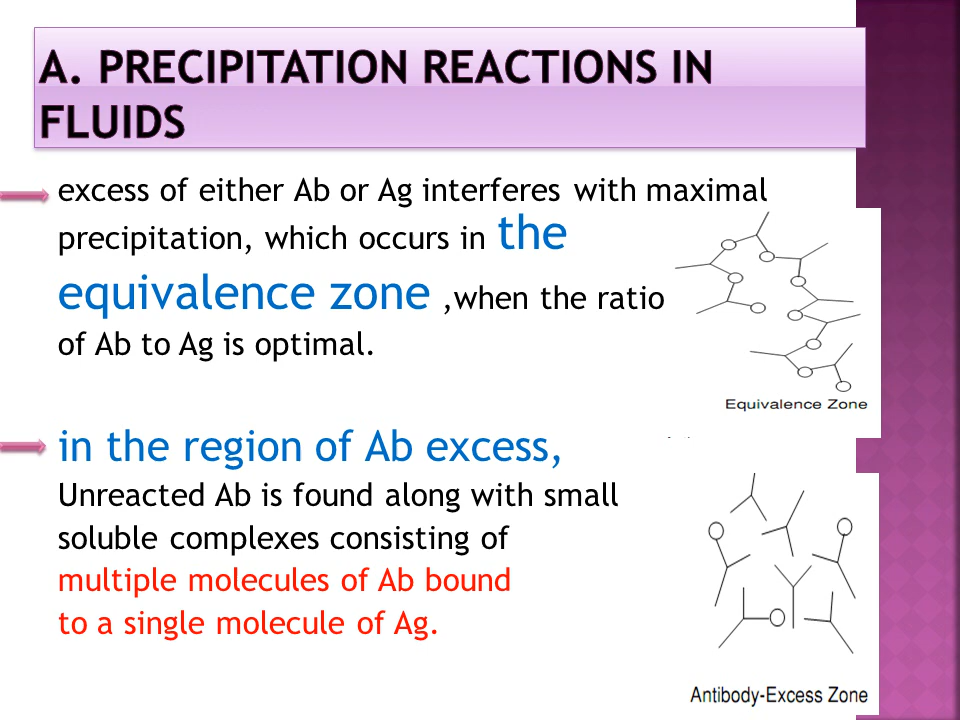 A. PRECIPITATION REACTIONS IN
FLUIDS
excess of either Ab or Ag interferes with maximal
precipitation, which occurs in the
equivalence zone ,when the ratio
of Ab to Ag is optimal.
Equivalence Zone
in the region of Ab excess,
Unreacted Ab is found along with small
soluble complexes consisting of
multiple molecules of Ab bound
to a single molecule of Ag.
Antibody-Excess Zone